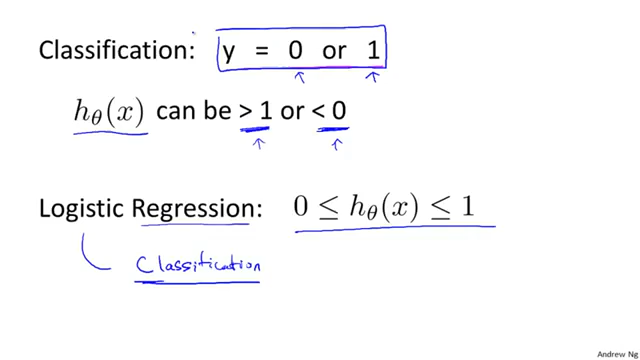 Classification: y = 0 or 1
hθ(x) can be > 1 or < 0
Logistic Regression: 0 ≤ hθ(x) ≤ 1
Classification
Andrew Ng